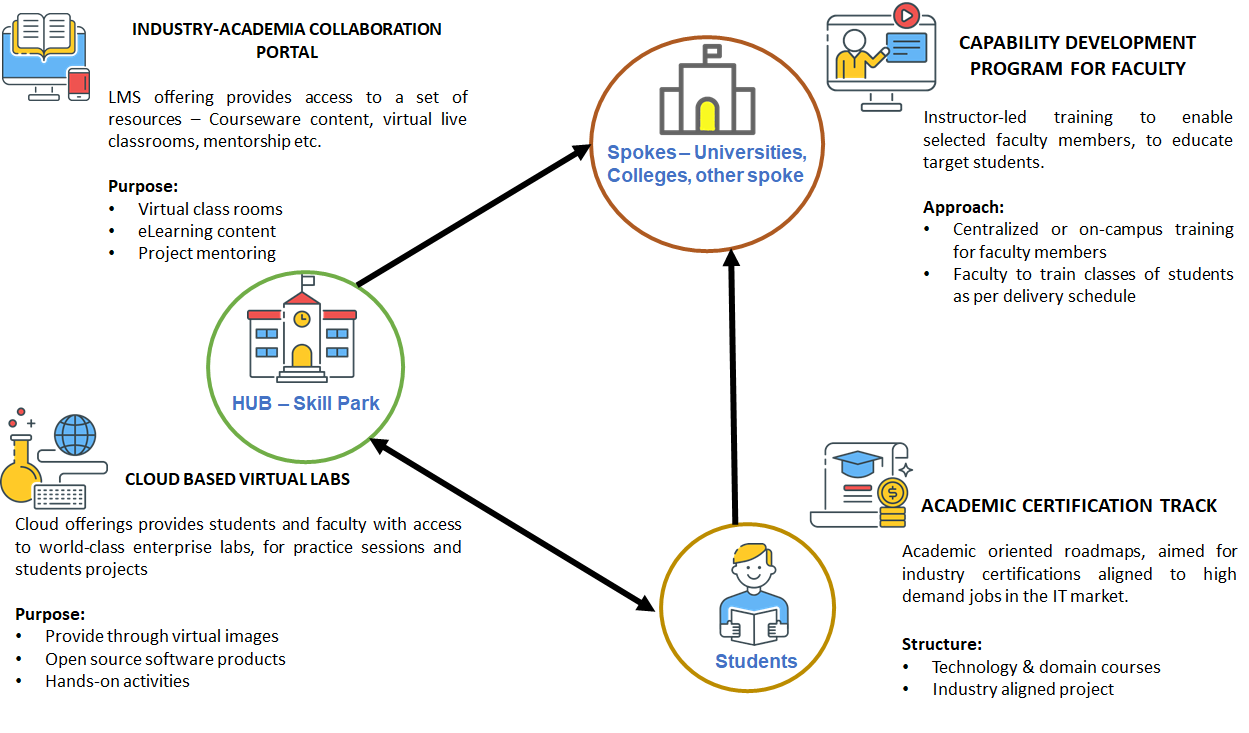 INDUSTRY-ACADEMIA COLLABORATION
PORTAL
LMS offering provides access to a set of
resources – Courseware content, virtual live
classrooms, mentorship etc.
Purpose:
• Virtual class rooms
• eLearning content
• Project mentoring
Spokes – Universities,
Colleges, other spoke
CAPABILITY DEVELOPMENT
PROGRAM FOR FACULTY
Instructor-led training to enable
selected faculty members, to educate
target students.
Approach:
• Centralized or on-campus training
for faculty members
• Faculty to train classes of students
as per delivery schedule
HUB – Skill Park
CLOUD BASED VIRTUAL LABS
Cloud offerings provides students and faculty with access
to world-class enterprise labs, for practice sessions and
students projects
Purpose:
• Provide through virtual images
• Open source software products
• Hands-on activities
Students
ACADEMIC CERTIFICATION TRACK
Academic oriented roadmaps, aimed for
industry certifications aligned to high
demand jobs in the IT market.
Structure:
• Technology & domain courses
• Industry aligned project